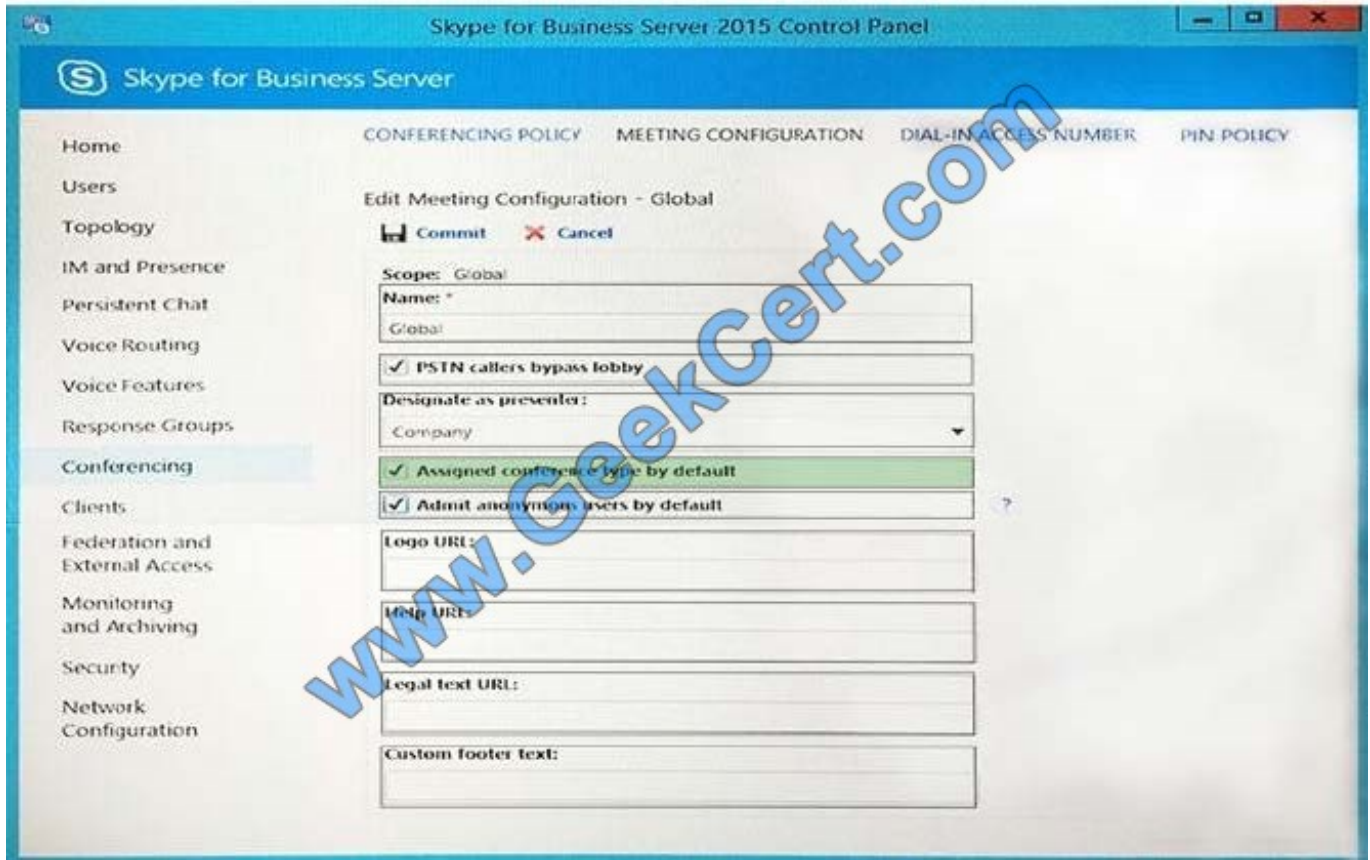 Skype for Business Server 2015 Control Panel
Skype for Business Server
Home
Users
Topology
IM and Presence
Persistent Chat
Voice Routing
Voice Features
Response Groups
Conferencing
Clients
Federation and
External Access
Monitoring
and Archiving
Security
Network
Configuration
CONFERENCING POLICY MEETING CONFIGURATION DIAL-IN ACCESS NUMBER PIN POLICY
Edit Meeting Configuration - Global
Commit Cancel
Scope: Global
Name: *
Global
PSTN callers bypass lobby
Designate as presenter:
Company
Assigned conference type by default
Admit anonymous users by default
?
Logo URL:
Help URL:
Legal text URL:
Custom footer text:
www.GeekCert.com